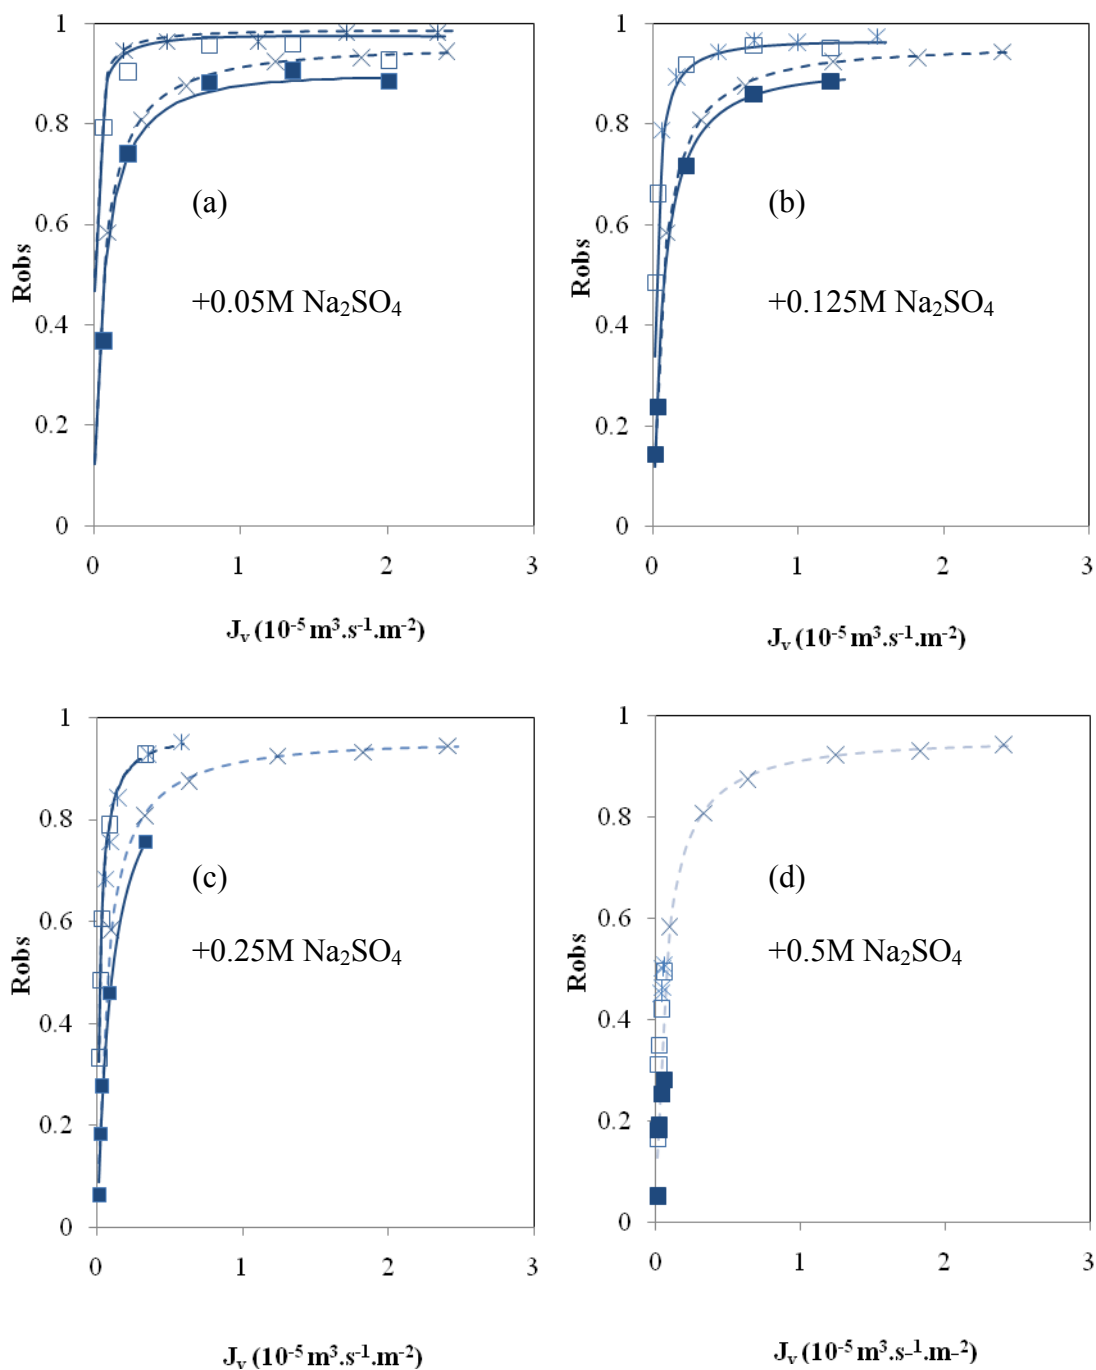 1
0.8
0.6
0.4
0.2
0
Robs
(a)
+0.05M Na₂SO₄
0 1 2 3
Jᵥ (10⁻⁵ m³.s⁻¹.m⁻²)
1
0.8
0.6
0.4
0.2
0
Robs
(b)
+0.125M Na₂SO₄
0 1 2 3
Jᵥ (10⁻⁵ m³.s⁻¹.m⁻²)
1
0.8
0.6
0.4
0.2
0
Robs
(c)
+0.25M Na₂SO₄
0 1 2 3
Jᵥ (10⁻⁵ m³.s⁻¹.m⁻²)
1
0.8
0.6
0.4
0.2
0
Robs
(d)
+0.5M Na₂SO₄
0 1 2 3
Jᵥ (10⁻⁵ m³.s⁻¹.m⁻²)